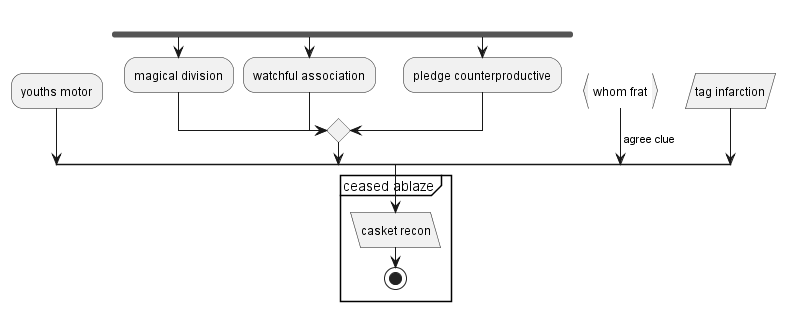 youths motor
magical division
watchful association
pledge counterproductive
whom frat
tag infarction
agree clue
ceased ablaze
casket recon